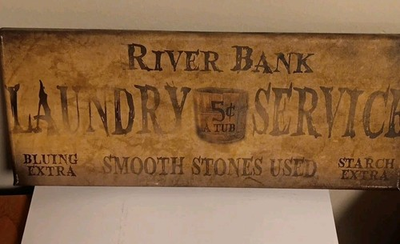 RIVER BANK
LAUNDRY 5¢ A TUB SERVICE
BLUING EXTRA SMOOTH STONES USED STARCH EXTRA